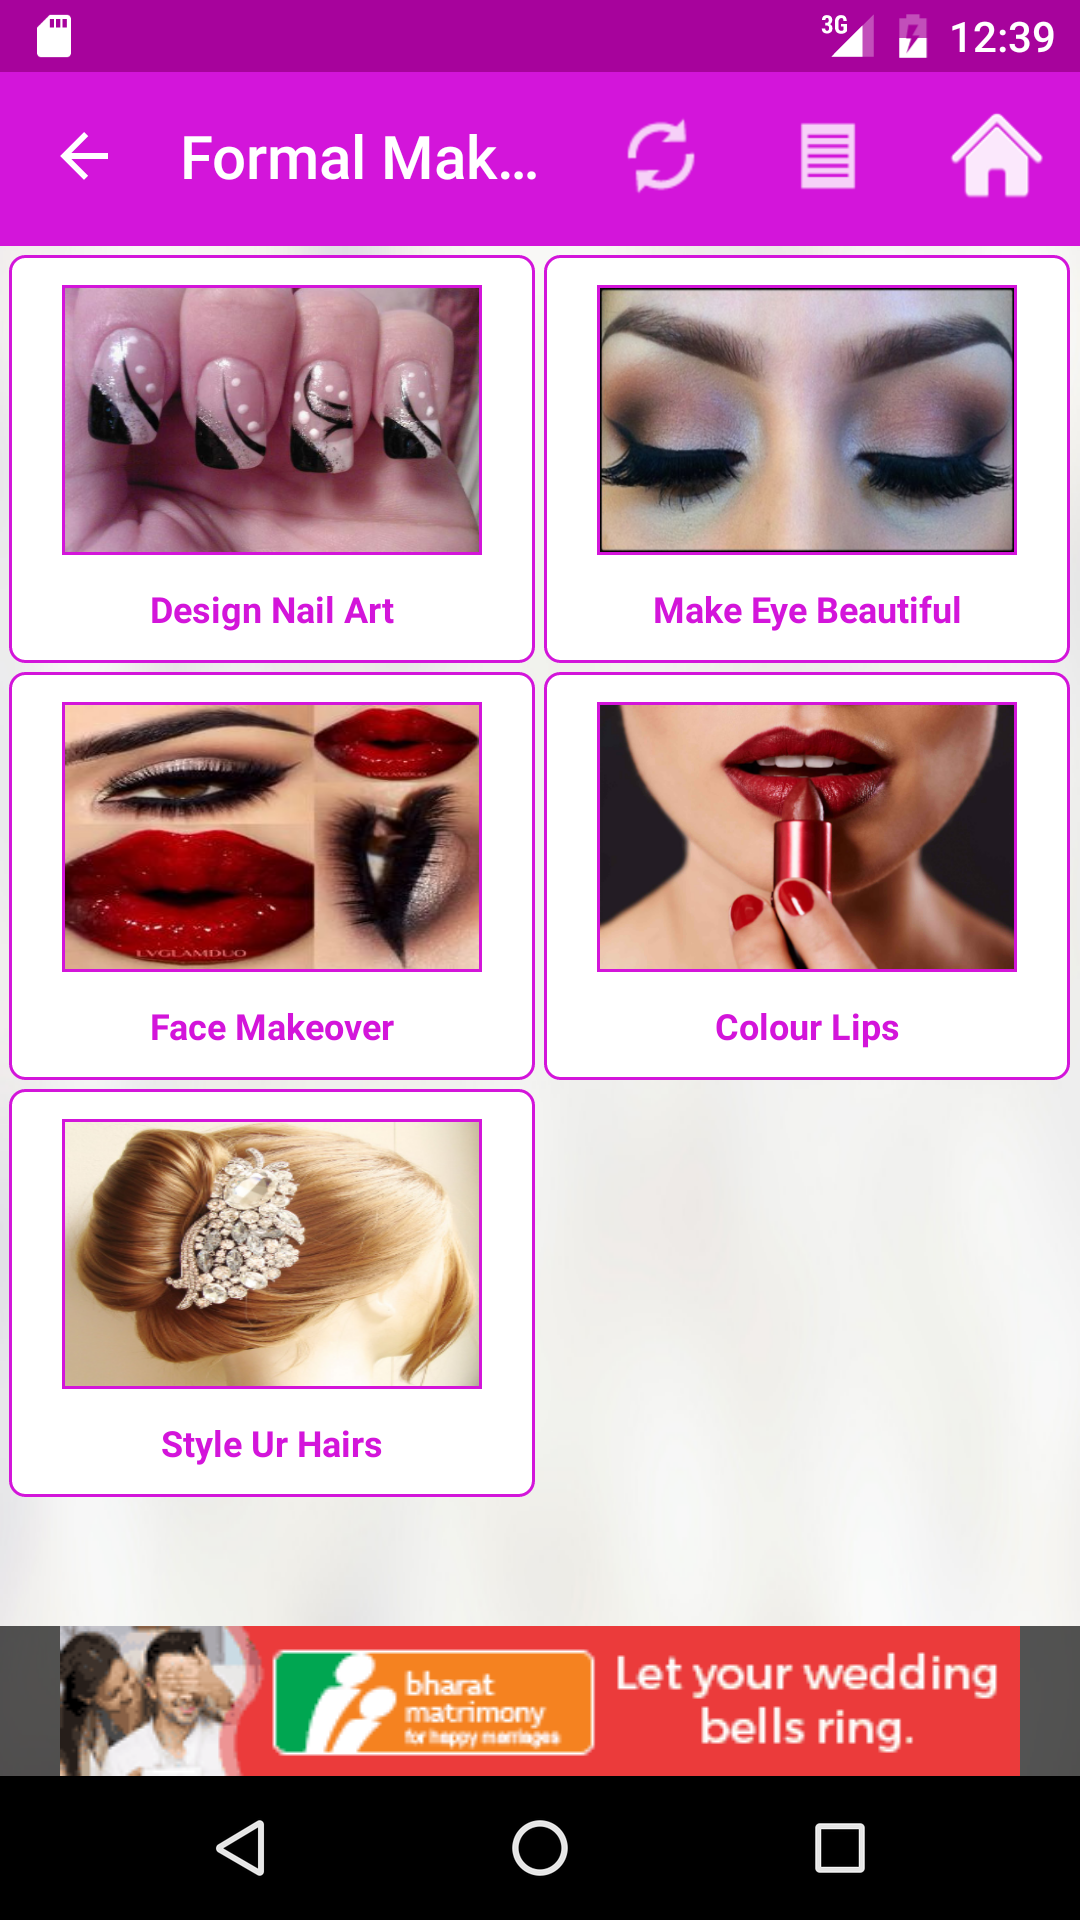 3G 12:39
Formal Mak...
Design Nail Art
Make Eye Beautiful
LVGLAMDUO
LVGLAMDUO
Face Makeover
Colour Lips
Style Ur Hairs
bharat
matrimony
for happy marriages
Let your wedding
bells ring.